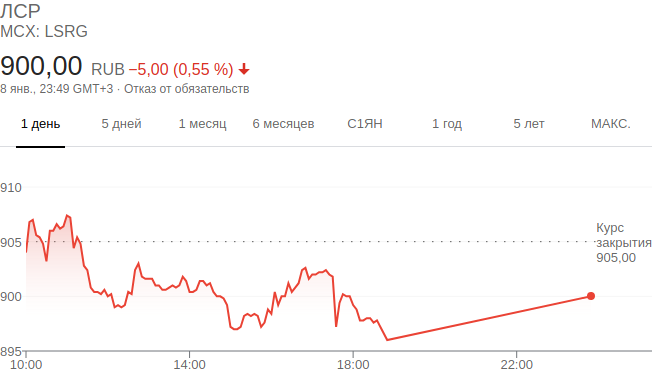 ЛСР
MCX: LSRG
900,00 RUB −5,00 (0,55 %)
8 янв., 23:49 GMT+3 · Отказ от обязательств
1 день 5 дней 1 месяц 6 месяцев С1ЯН 1 год 5 лет МАКС.
910
Курс
905 закрытия
905,00
900
895
10:00 14:00 18:00 22:00